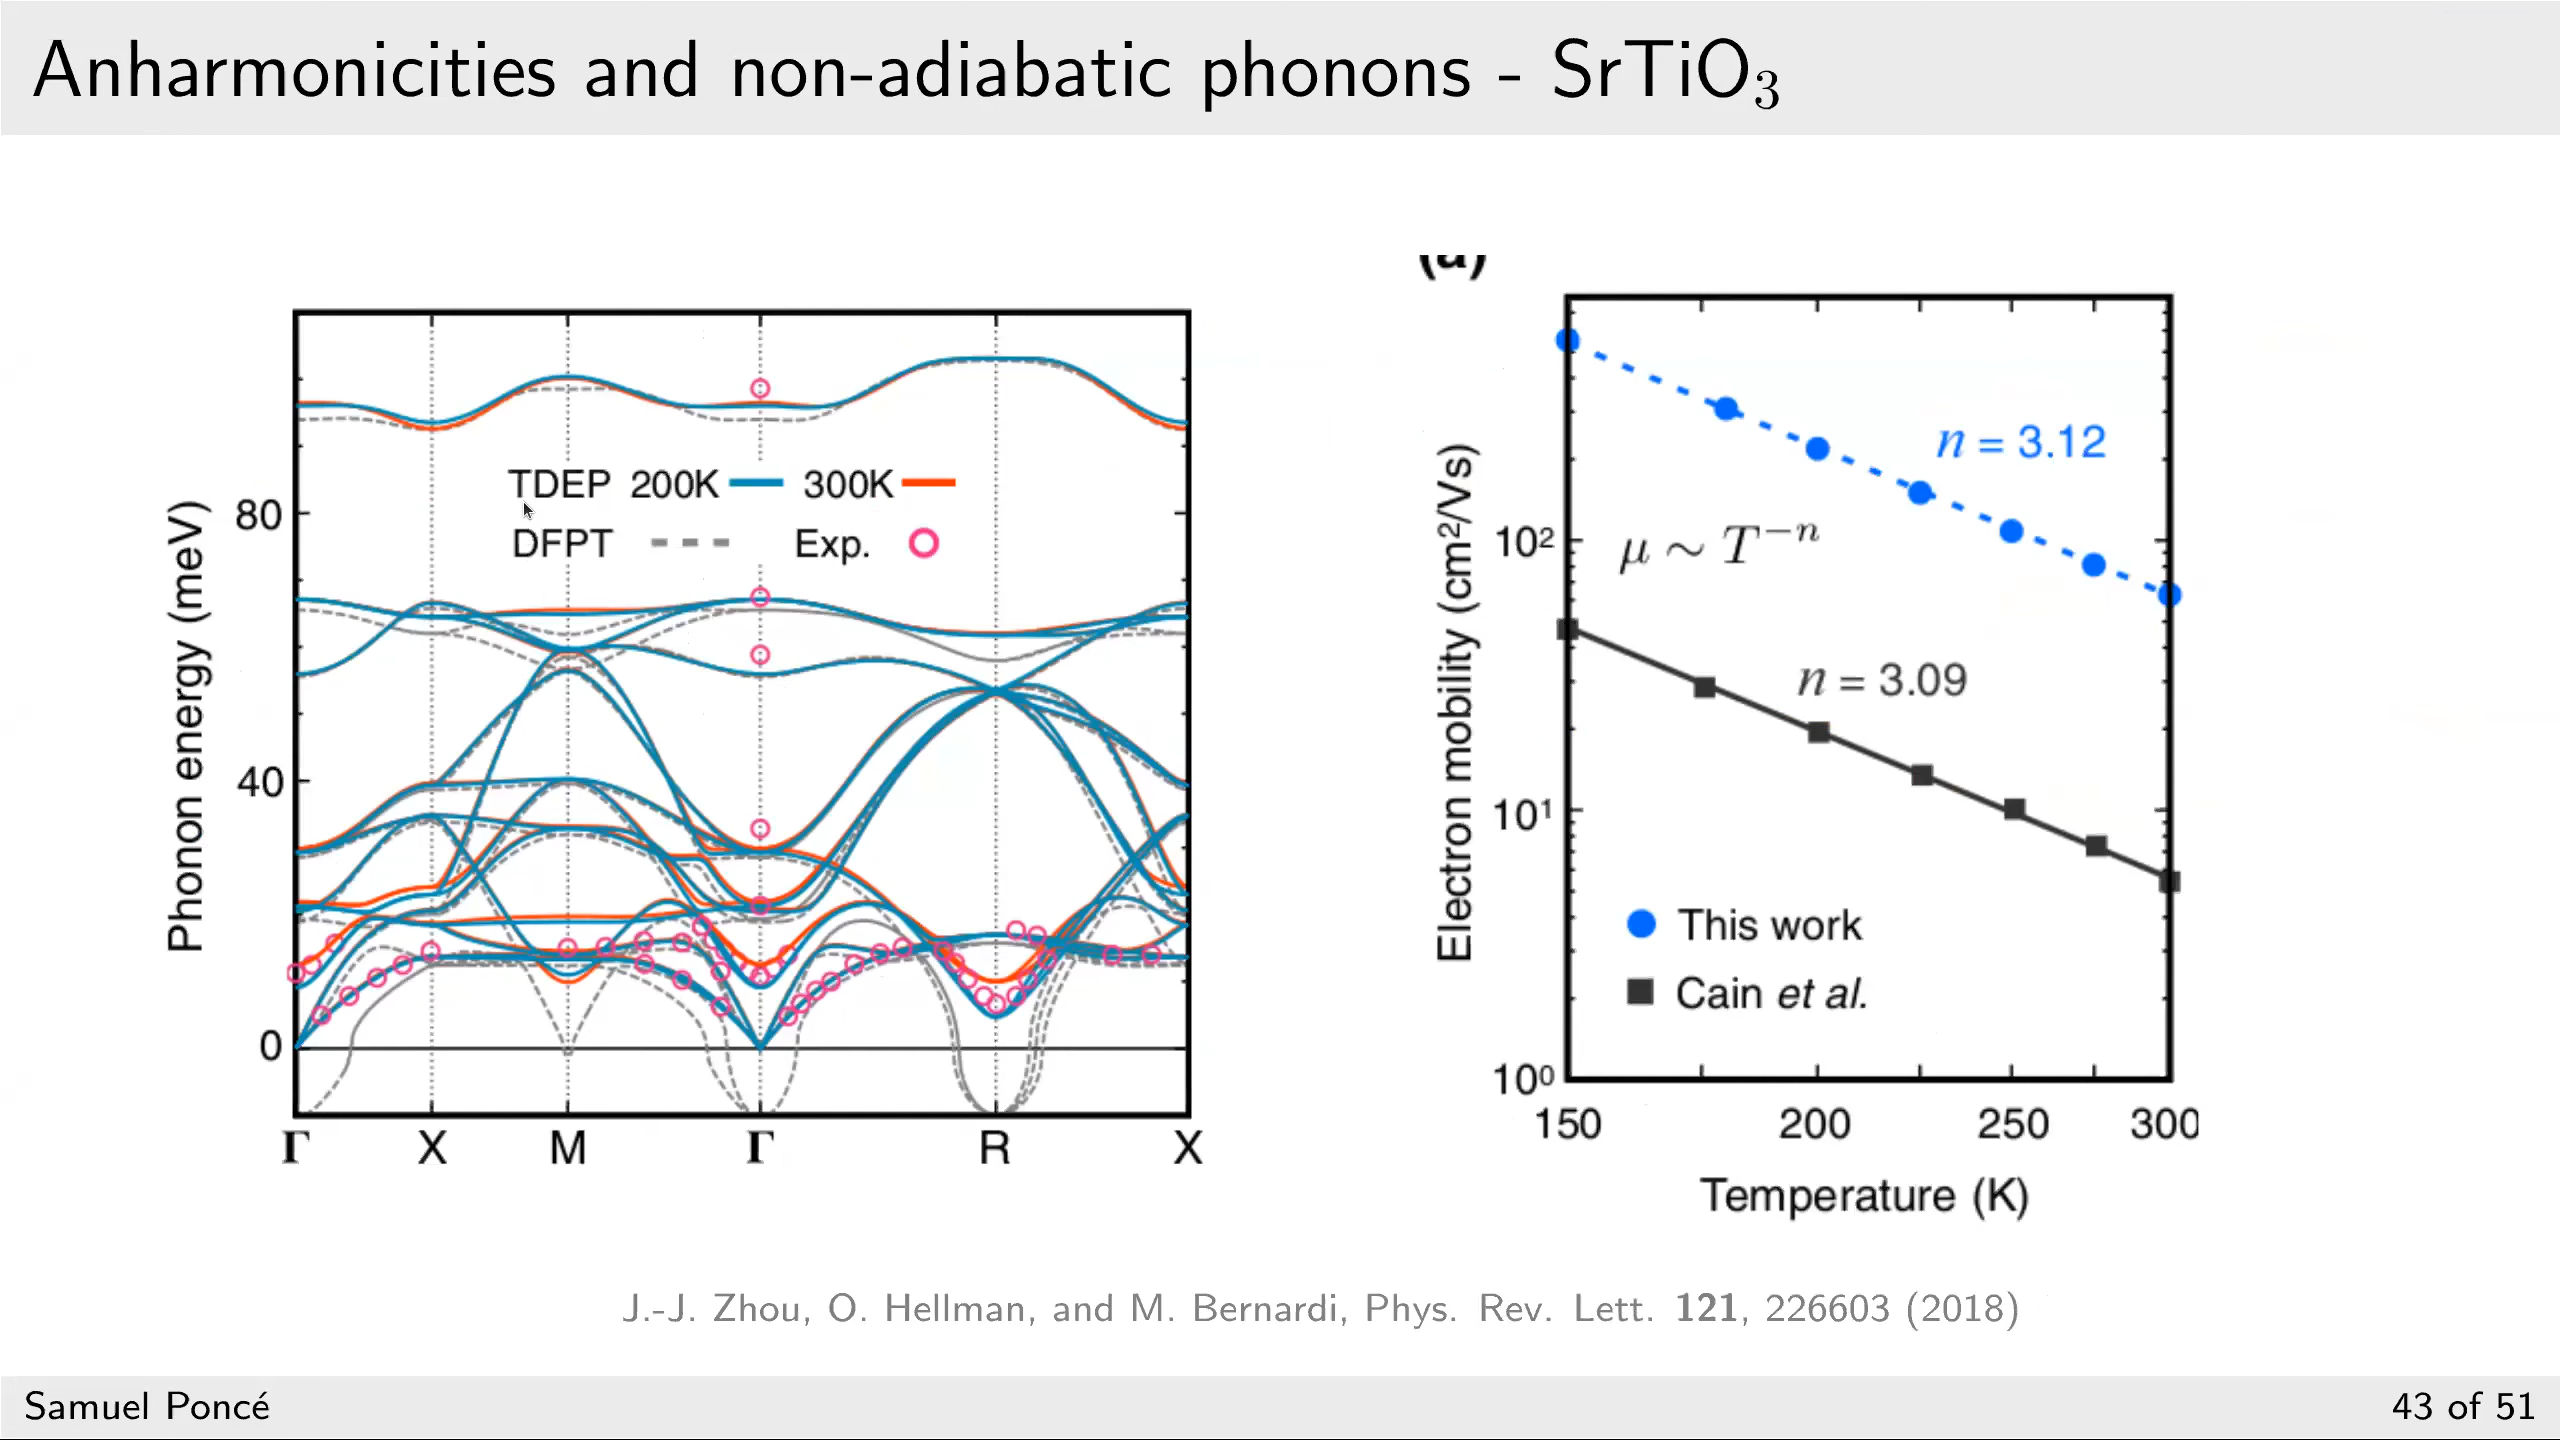 Anharmonicities and non-adiabatic phonons - SrTiO₃
Phonon energy (meV)
80
40
0
TDEP 200K 300K
DFPT Exp.
Γ X M Γ R X
(a)
Electron mobility (cm²/Vs)
10²
10¹
10⁰
n = 3.12
μ ∼ T⁻ⁿ
n = 3.09
This work
Cain et al.
150 200 250 300
Temperature (K)
J.-J. Zhou, O. Hellman, and M. Bernardi, Phys. Rev. Lett. 121, 226603 (2018)
Samuel Poncé 43 of 51